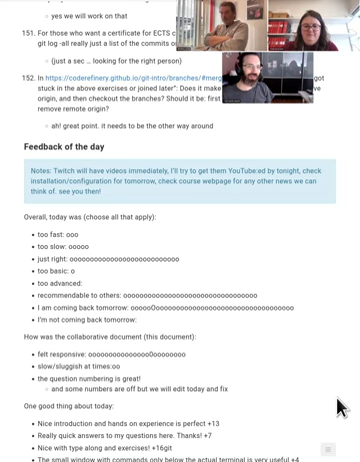 yes we will work on that
151. For those who want a certificate for ECTS c
git log -all really just a list of the commits o
(just a sec ... looking for the right person)
152. In https://coderefinery.github.io/git-intro/branches/#merg got
stuck in the above exercises or joined later": Does it make ve
origin, and then checkout the branches? Should it be: first
remove remote origin?
ah! great point. it needs to be the other way around
Feedback of the day
Notes: Twitch will have videos immediately, I'll try to get them YouTube:ed by tonight, check
installation/configuration for tomorrow, check course webpage for any other news we can
think of. see you then!
Overall, today was (choose all that apply):
too fast: ooo
too slow: ooooo
just right: ooooooooooooooooooooooooooo
too basic: o
too advanced:
recommendable to others: ooooooooooooooooooooooooooooooooo
I am coming back tomorrow: ooooo0oooooooooooooooooooooooooooooooooo
I'm not coming back tomorrow:
How was the collaborative document (this document):
felt responsive: ooooooooooooooo0oooooooo
slow/sluggish at times:oo
the question numbering is great!
and some numbers are off but we will edit today and fix
One good thing about today:
Nice introduction and hands on experience is perfect +13
Really quick answers to my questions here. Thanks! +7
Nice with type along and exercises! +16git
The small window with commands only below the actual terminal is very useful +4